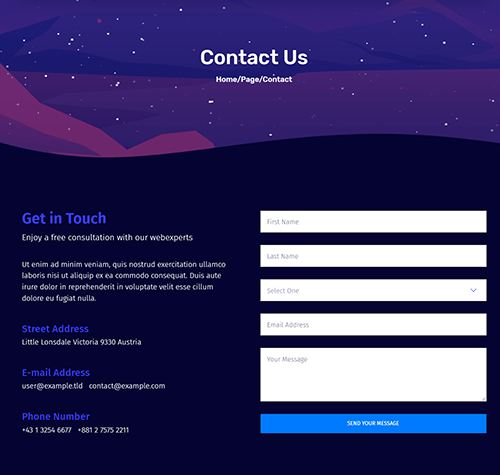 Contact Us
Home/Page/Contact
Get in Touch
Enjoy a free consultation with our webexperts
Ut enim ad minim veniam, quis nostrud exercitation ullamco
laboris nisi ut aliquip ex ea commodo consequat. Duis aute
irure dolor in reprehenderit in voluptate velit esse cillum
dolore eu fugiat nulla.
Street Address
Little Lonsdale Victoria 9330 Austria
E-mail Address
user@example.tld contact@example.com
Phone Number
+43 1 3254 6677 +881 2 7575 2211
First Name
Last Name
Select One
Email Address
Your Message
SEND YOUR MESSAGE